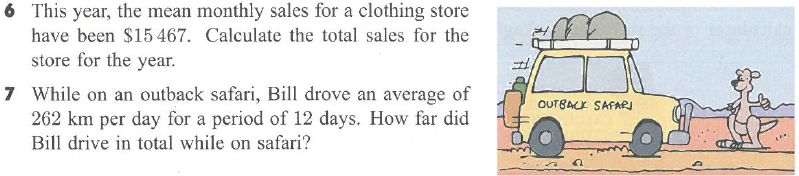 6 This year, the mean monthly sales for a clothing store
have been $15 467. Calculate the total sales for the
store for the year.
7 While on an outback safari, Bill drove an average of
262 km per day for a period of 12 days. How far did
Bill drive in total while on safari?
OUTBACK SAFARI